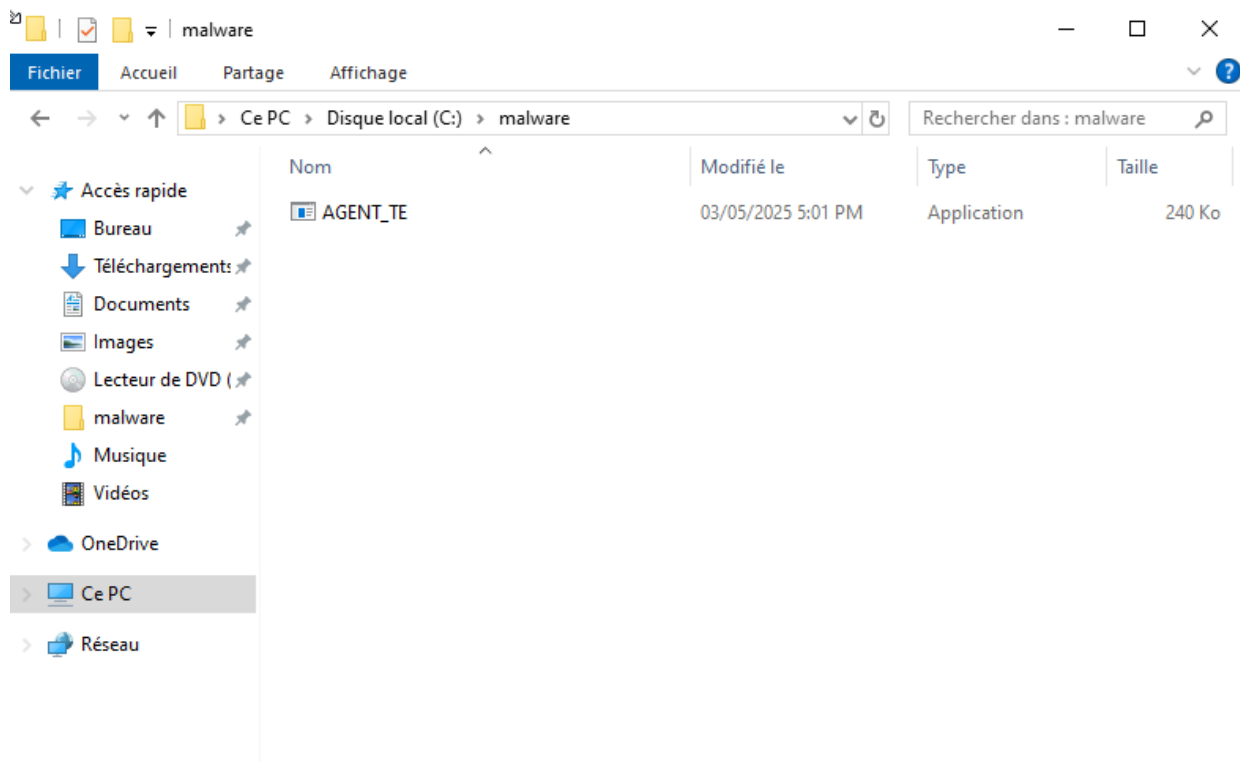 malware
Fichier Accueil Partage Affichage
Ce PC > Disque local (C:) > malware Rechercher dans : malware
Nom Modifié le Type Taille
AGENT_TE 03/05/2025 5:01 PM Application 240 Ko
Accès rapide
Bureau
Téléchargements
Documents
Images
Lecteur de DVD (
malware
Musique
Vidéos
OneDrive
Ce PC
Réseau